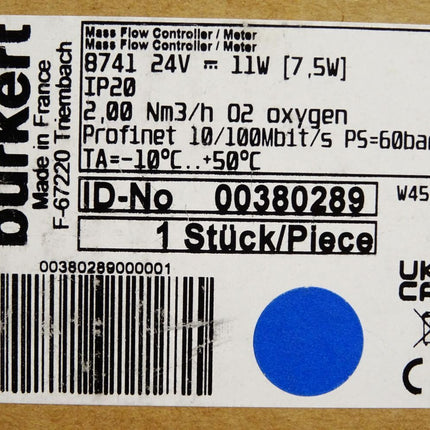 burkert
Made in France
F-67220 Triembach
Mass Flow Controller / Meter
Mass Flow Controller / Meter
8741 24V ⎓ 11W [7,5W]
IP20
2,00 Nm3/h O2 oxygen
Profinet 10/100Mbit/s PS=60ba
TA=-10°C..+50°C
ID-No 00380289
W45
1 Stück/Piece
00380289000001
UK
CA
C